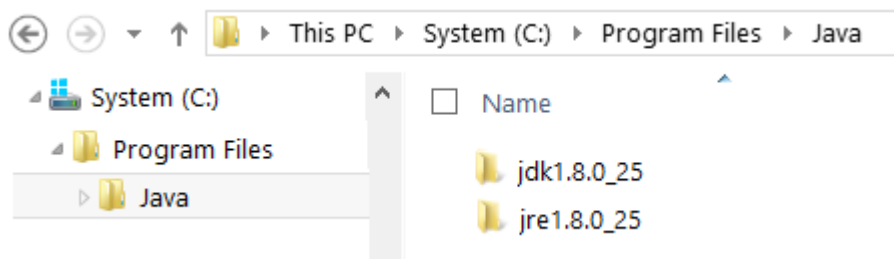 This PC System (C:) Program Files Java
System (C:)
Program Files
Java
Name
jdk1.8.0_25
jre1.8.0_25